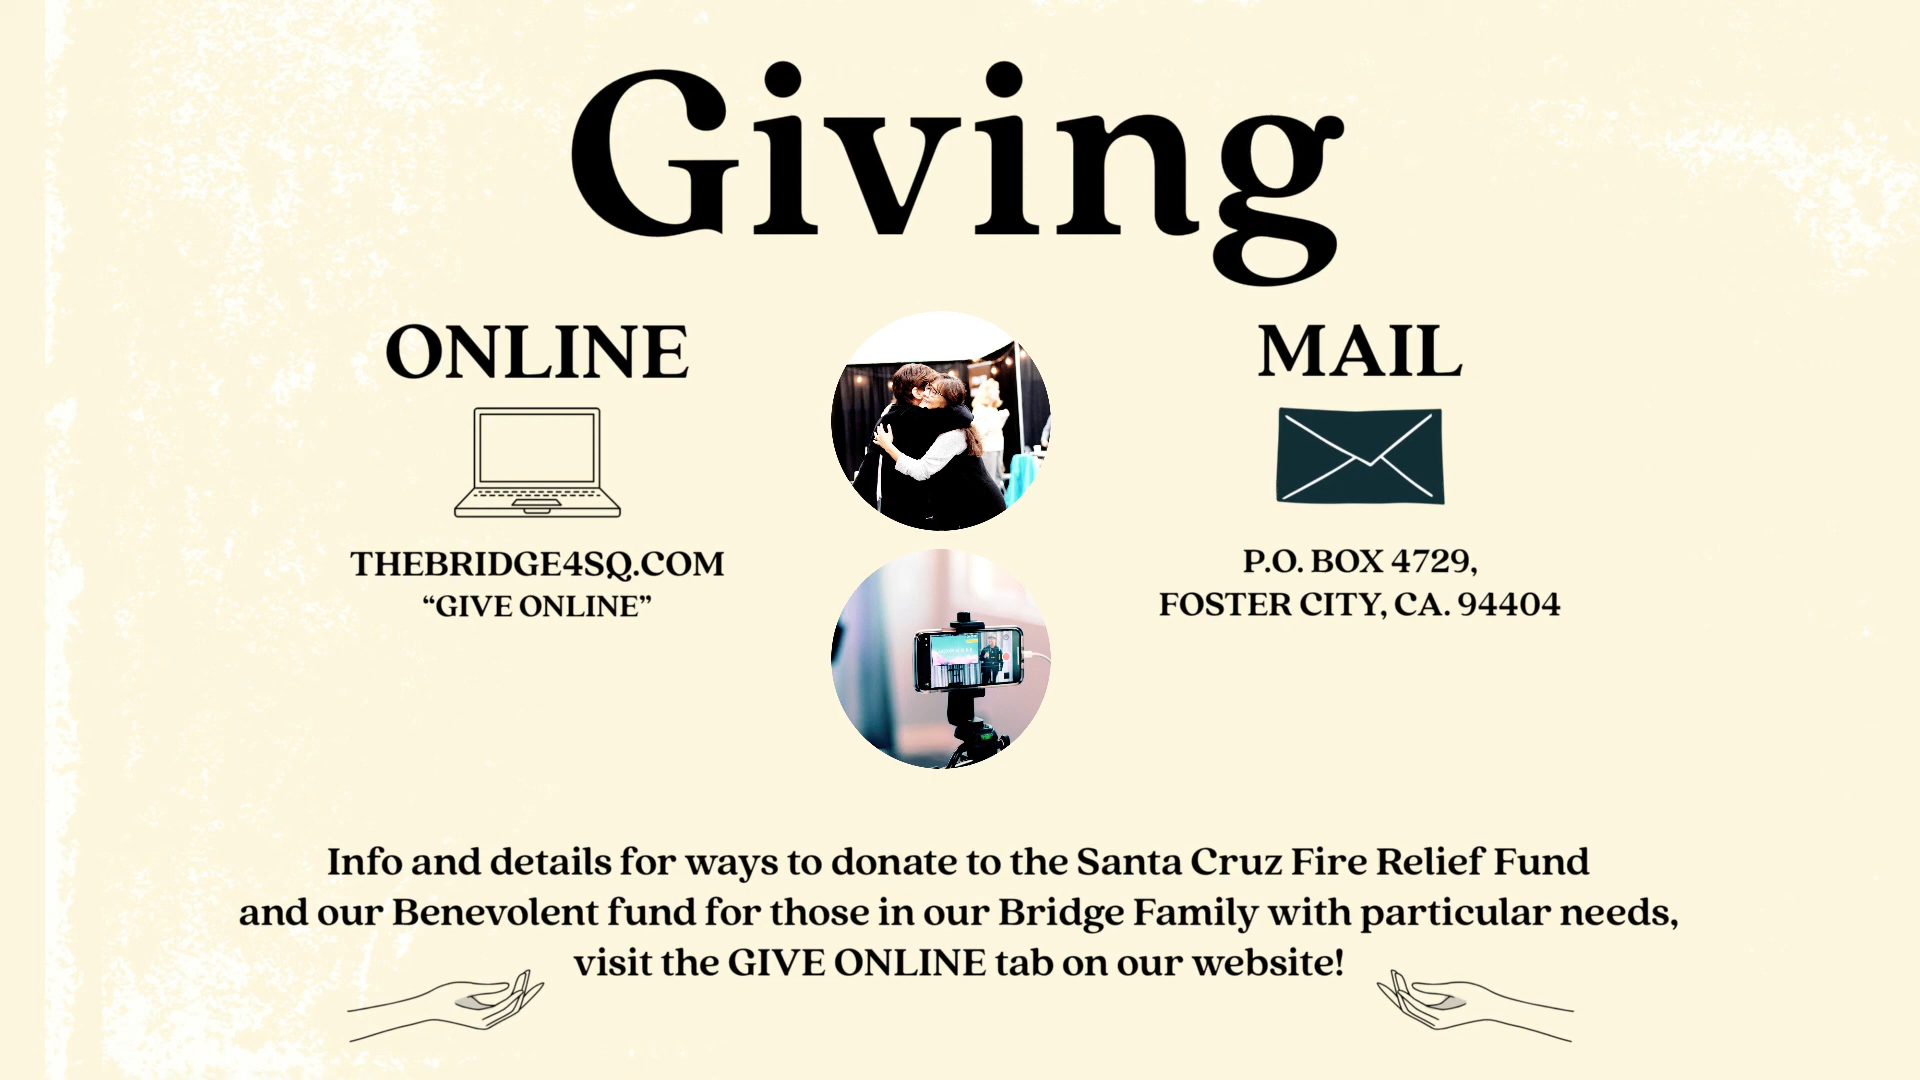 Giving
ONLINE
THEBRIDGE4SQ.COM
“GIVE ONLINE”
MAIL
P.O. BOX 4729,
FOSTER CITY, CA. 94404
Info and details for ways to donate to the Santa Cruz Fire Relief Fund
and our Benevolent fund for those in our Bridge Family with particular needs,
visit the GIVE ONLINE tab on our website!